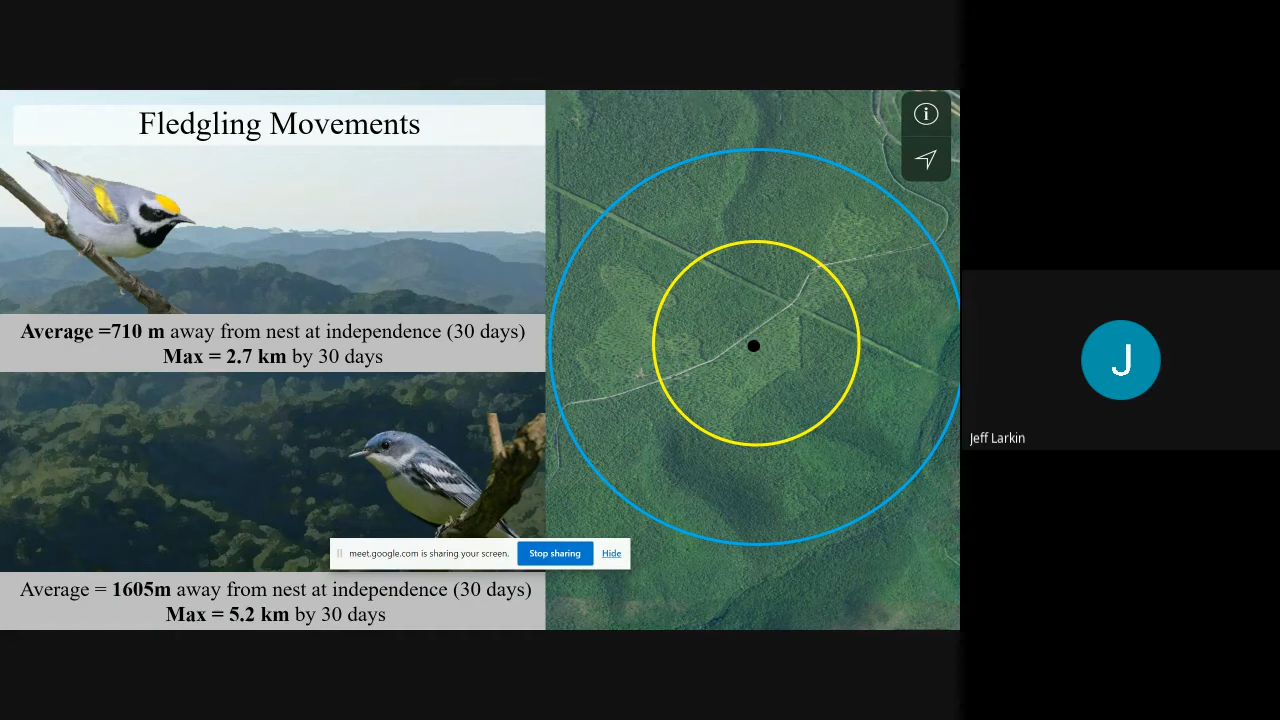 Fledgling Movements
Average =710 m away from nest at independence (30 days)
Max = 2.7 km by 30 days
meet.google.com is sharing your screen. Stop sharing Hide
Average = 1605m away from nest at independence (30 days)
Max = 5.2 km by 30 days
J
Jeff Larkin